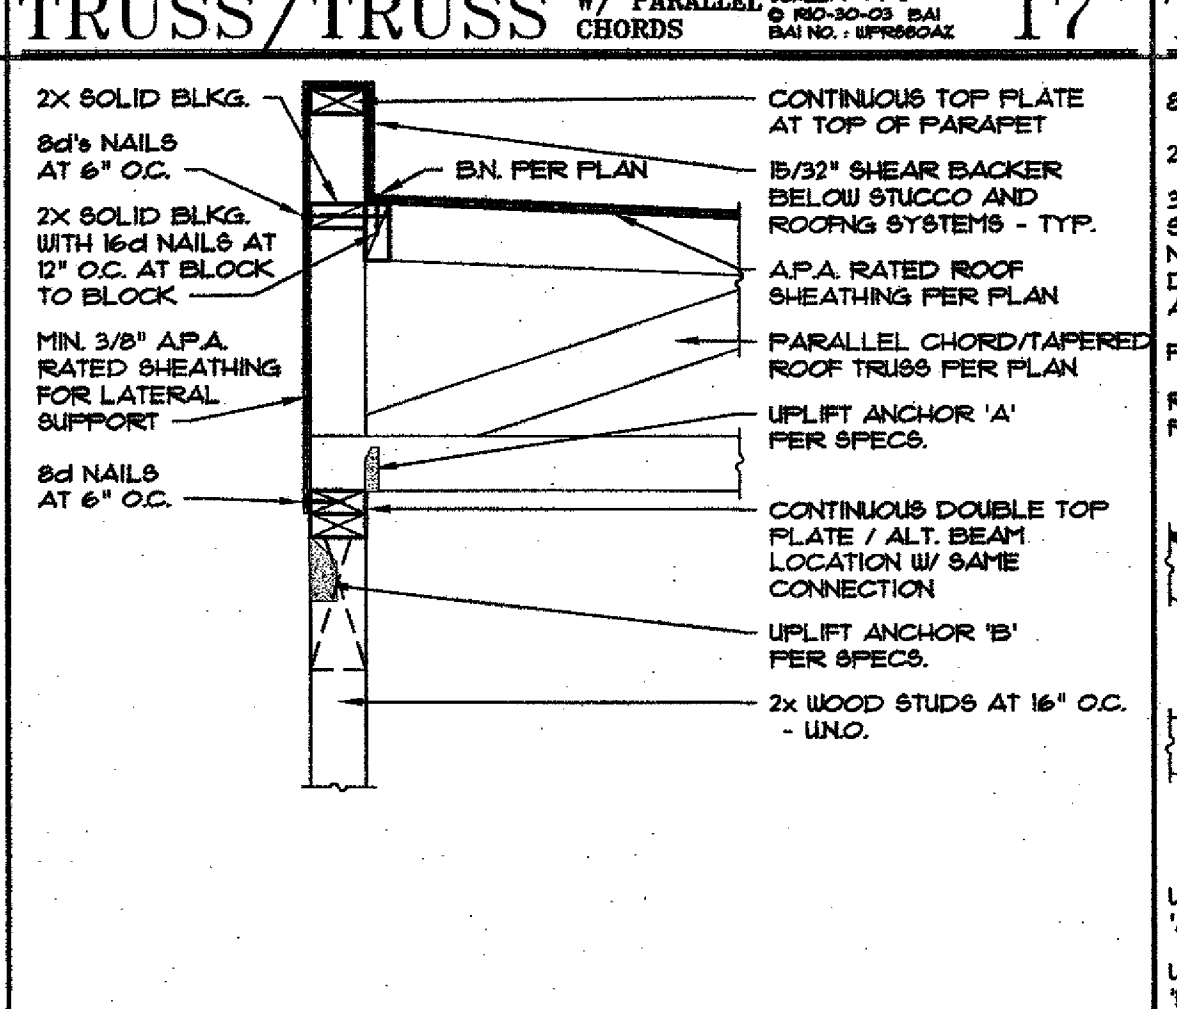 TRUSS/TRUSS W/ PARALLEL
CHORDS
© R10-30-03 BAI
BAI NO.: WPR560AZ
17
2X SOLID BLKG.
8d's NAILS
AT 6" O.C.
2X SOLID BLKG.
WITH 16d NAILS AT
12" O.C. AT BLOCK
TO BLOCK
MIN. 3/8" A.P.A.
RATED SHEATHING
FOR LATERAL
SUPPORT
8d NAILS
AT 6" O.C.
B.N. PER PLAN
CONTINUOUS TOP PLATE
AT TOP OF PARAPET
15/32" SHEAR BACKER
BELOW STUCCO AND
ROOFNG SYSTEMS - TYP.
A.P.A. RATED ROOF
SHEATHING PER PLAN
PARALLEL CHORD/TAPERED
ROOF TRUSS PER PLAN
UPLIFT ANCHOR 'A'
PER SPECS.
CONTINUOUS DOUBLE TOP
PLATE / ALT. BEAM
LOCATION W/ SAME
CONNECTION
UPLIFT ANCHOR 'B'
PER SPECS.
2x WOOD STUDS AT 16" O.C.
- U.N.O.